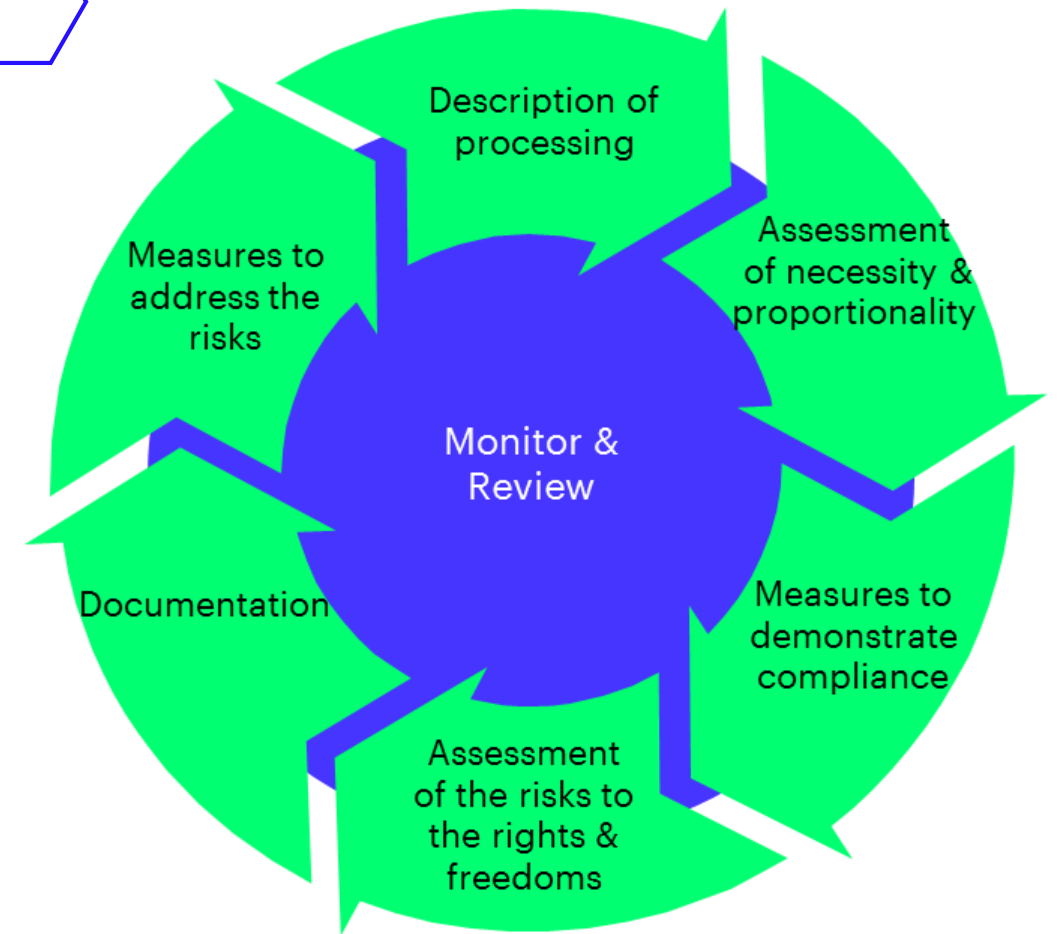 Description of
processing
Assessment
of necessity &
proportionality
Measures to
demonstrate
compliance
Assessment
of the risks to
the rights &
freedoms
Documentation
Measures to
address the
risks
Monitor &
Review